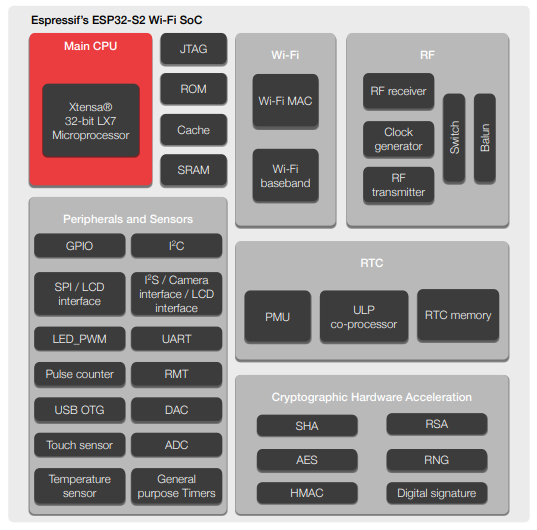 Espressif's ESP32-S2 Wi-Fi SoC
Main CPU
Xtensa®
32-bit LX7
Microprocessor
JTAG
ROM
Cache
SRAM
Wi-Fi
Wi-Fi MAC
Wi-Fi
baseband
RF
RF receiver
Clock
generator
RF
transmitter
Switch
Balun
Peripherals and Sensors
GPIO
I²C
SPI / LCD
interface
I²S / Camera
interface / LCD
interface
LED_PWM
UART
Pulse counter
RMT
USB OTG
DAC
Touch sensor
ADC
Temperature
sensor
General
purpose Timers
RTC
PMU
ULP
co-processor
RTC memory
Cryptographic Hardware Acceleration
SHA
RSA
AES
RNG
HMAC
Digital signature